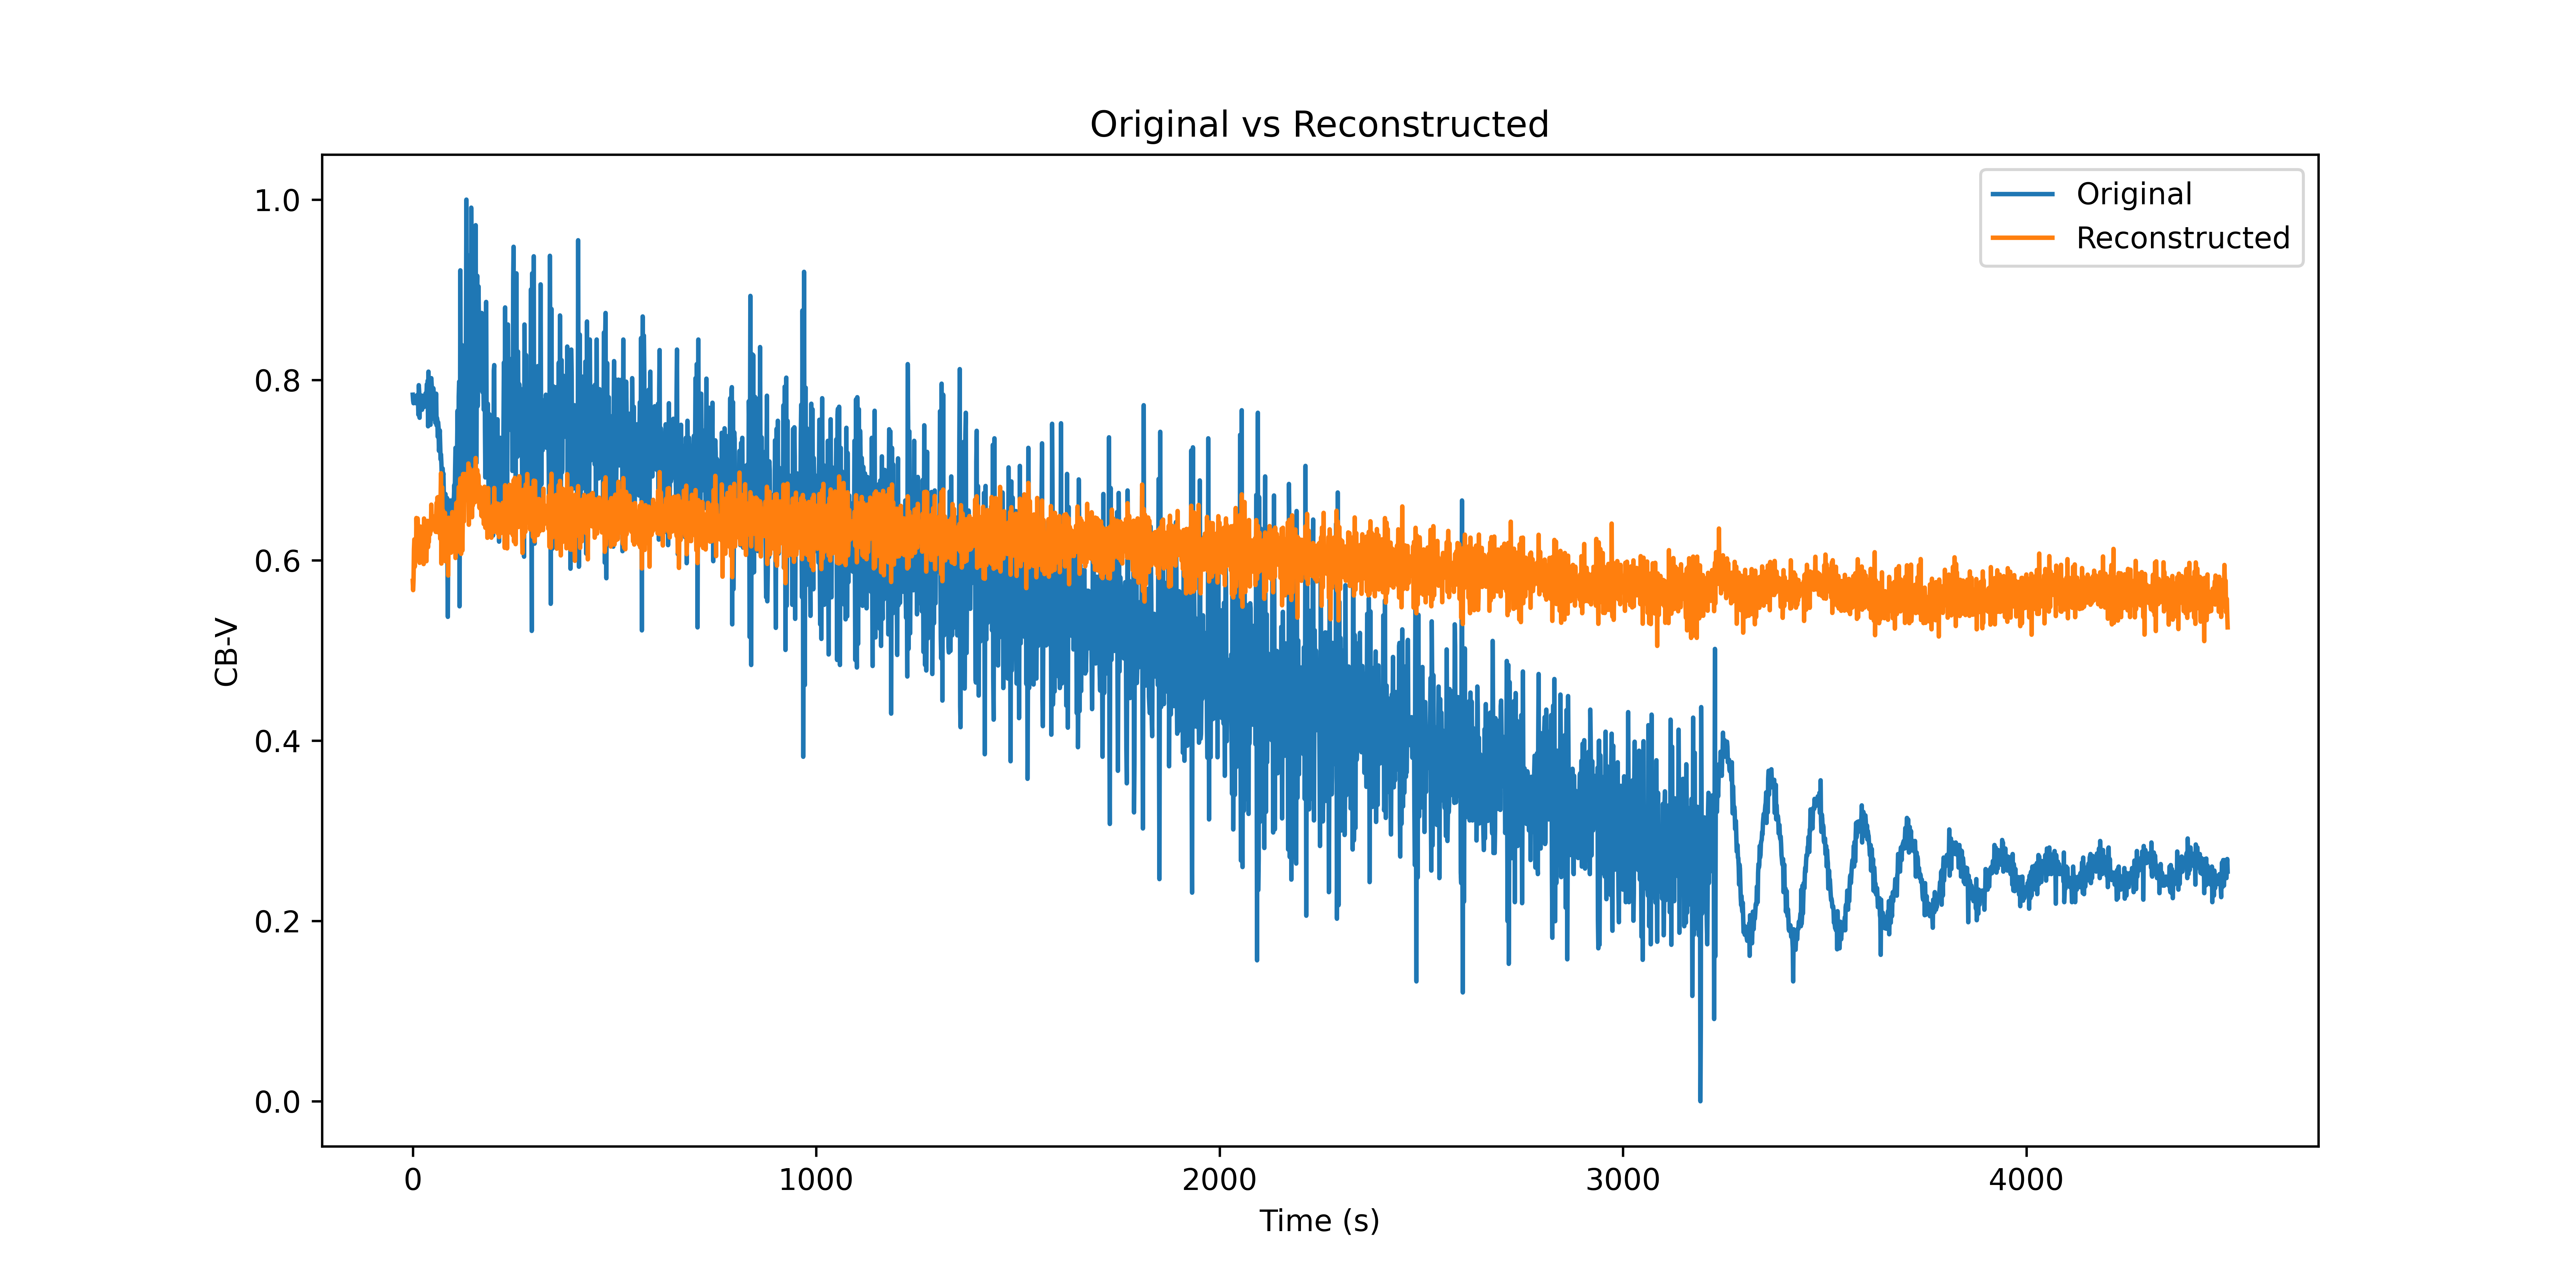 Original vs Reconstructed
Original
Reconstructed
1.0
0.8
0.6
0.4
0.2
0.0
CB-V
0
1000
2000
3000
4000
Time (s)